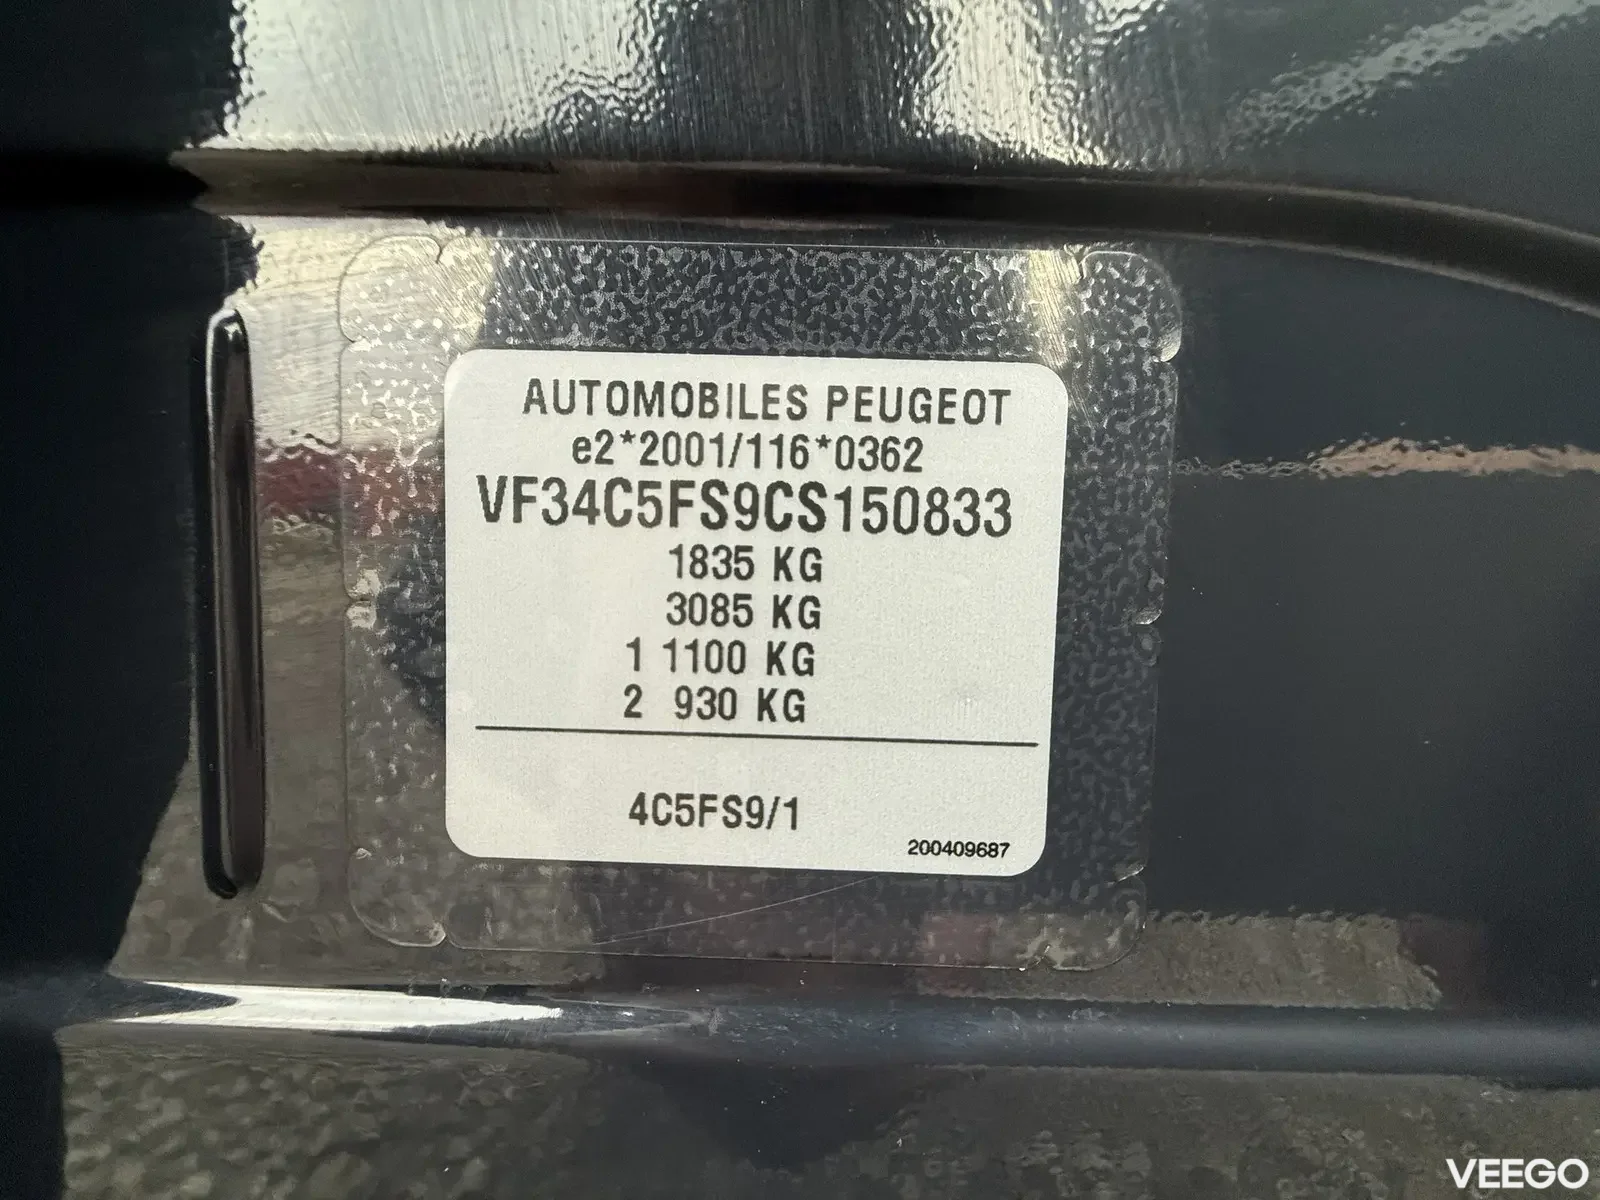 AUTOMOBILES PEUGEOT
e2*2001/116*0362
VF34C5FS9CS150833
1835 KG
3085 KG
1 1100 KG
2 930 KG
4C5FS9/1
200409687
VEEGO